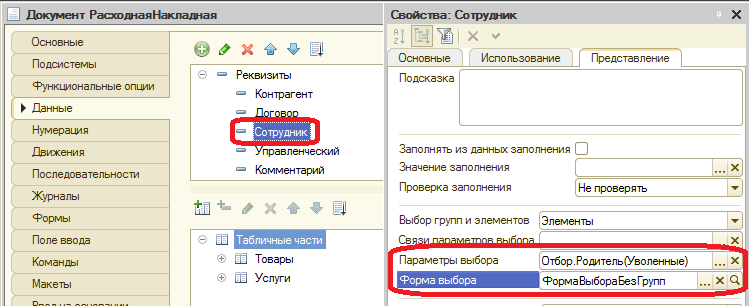 Документ РасходнаяНакладная
Основные
Подсистемы
Функциональные опции
Данные
Нумерация
Движения
Последовательности
Журналы
Формы
Поле ввода
Команды
Макеты
Ввод на основании
Реквизиты
Контрагент
Договор
Сотрудник
Управленческий
Комментарий
Табличные части
Товары
Услуги
Свойства: Сотрудник
Основные
Использование
Представление
Подсказка
Заполнять из данных заполнения
Значение заполнения
Проверка заполнения
Не проверять
Выбор групп и элементов
Элементы
Связи параметров выбора
Параметры выбора
Отбор.Родитель(Уволенные)
Форма выбора
ФормаВыбораБезГрупп